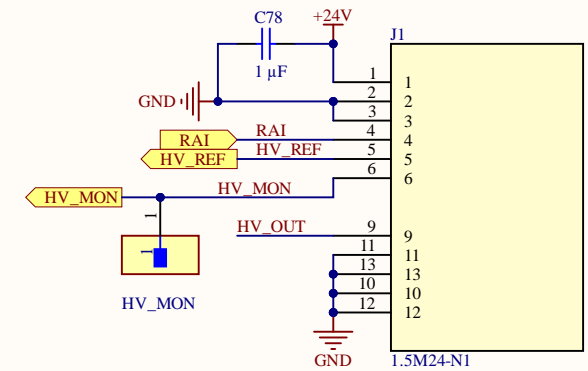 C78
+24V
J1
1 µF
1 1
2 2
GND
3 3
RAI RAI 4 4
HV_REF HV_REF 5 5
6 6
HV_MON HV_MON
1
HV_OUT 9 9
1
11 11
13 13
10 10
HV_MON
12 12
GND
1.5M24-N1